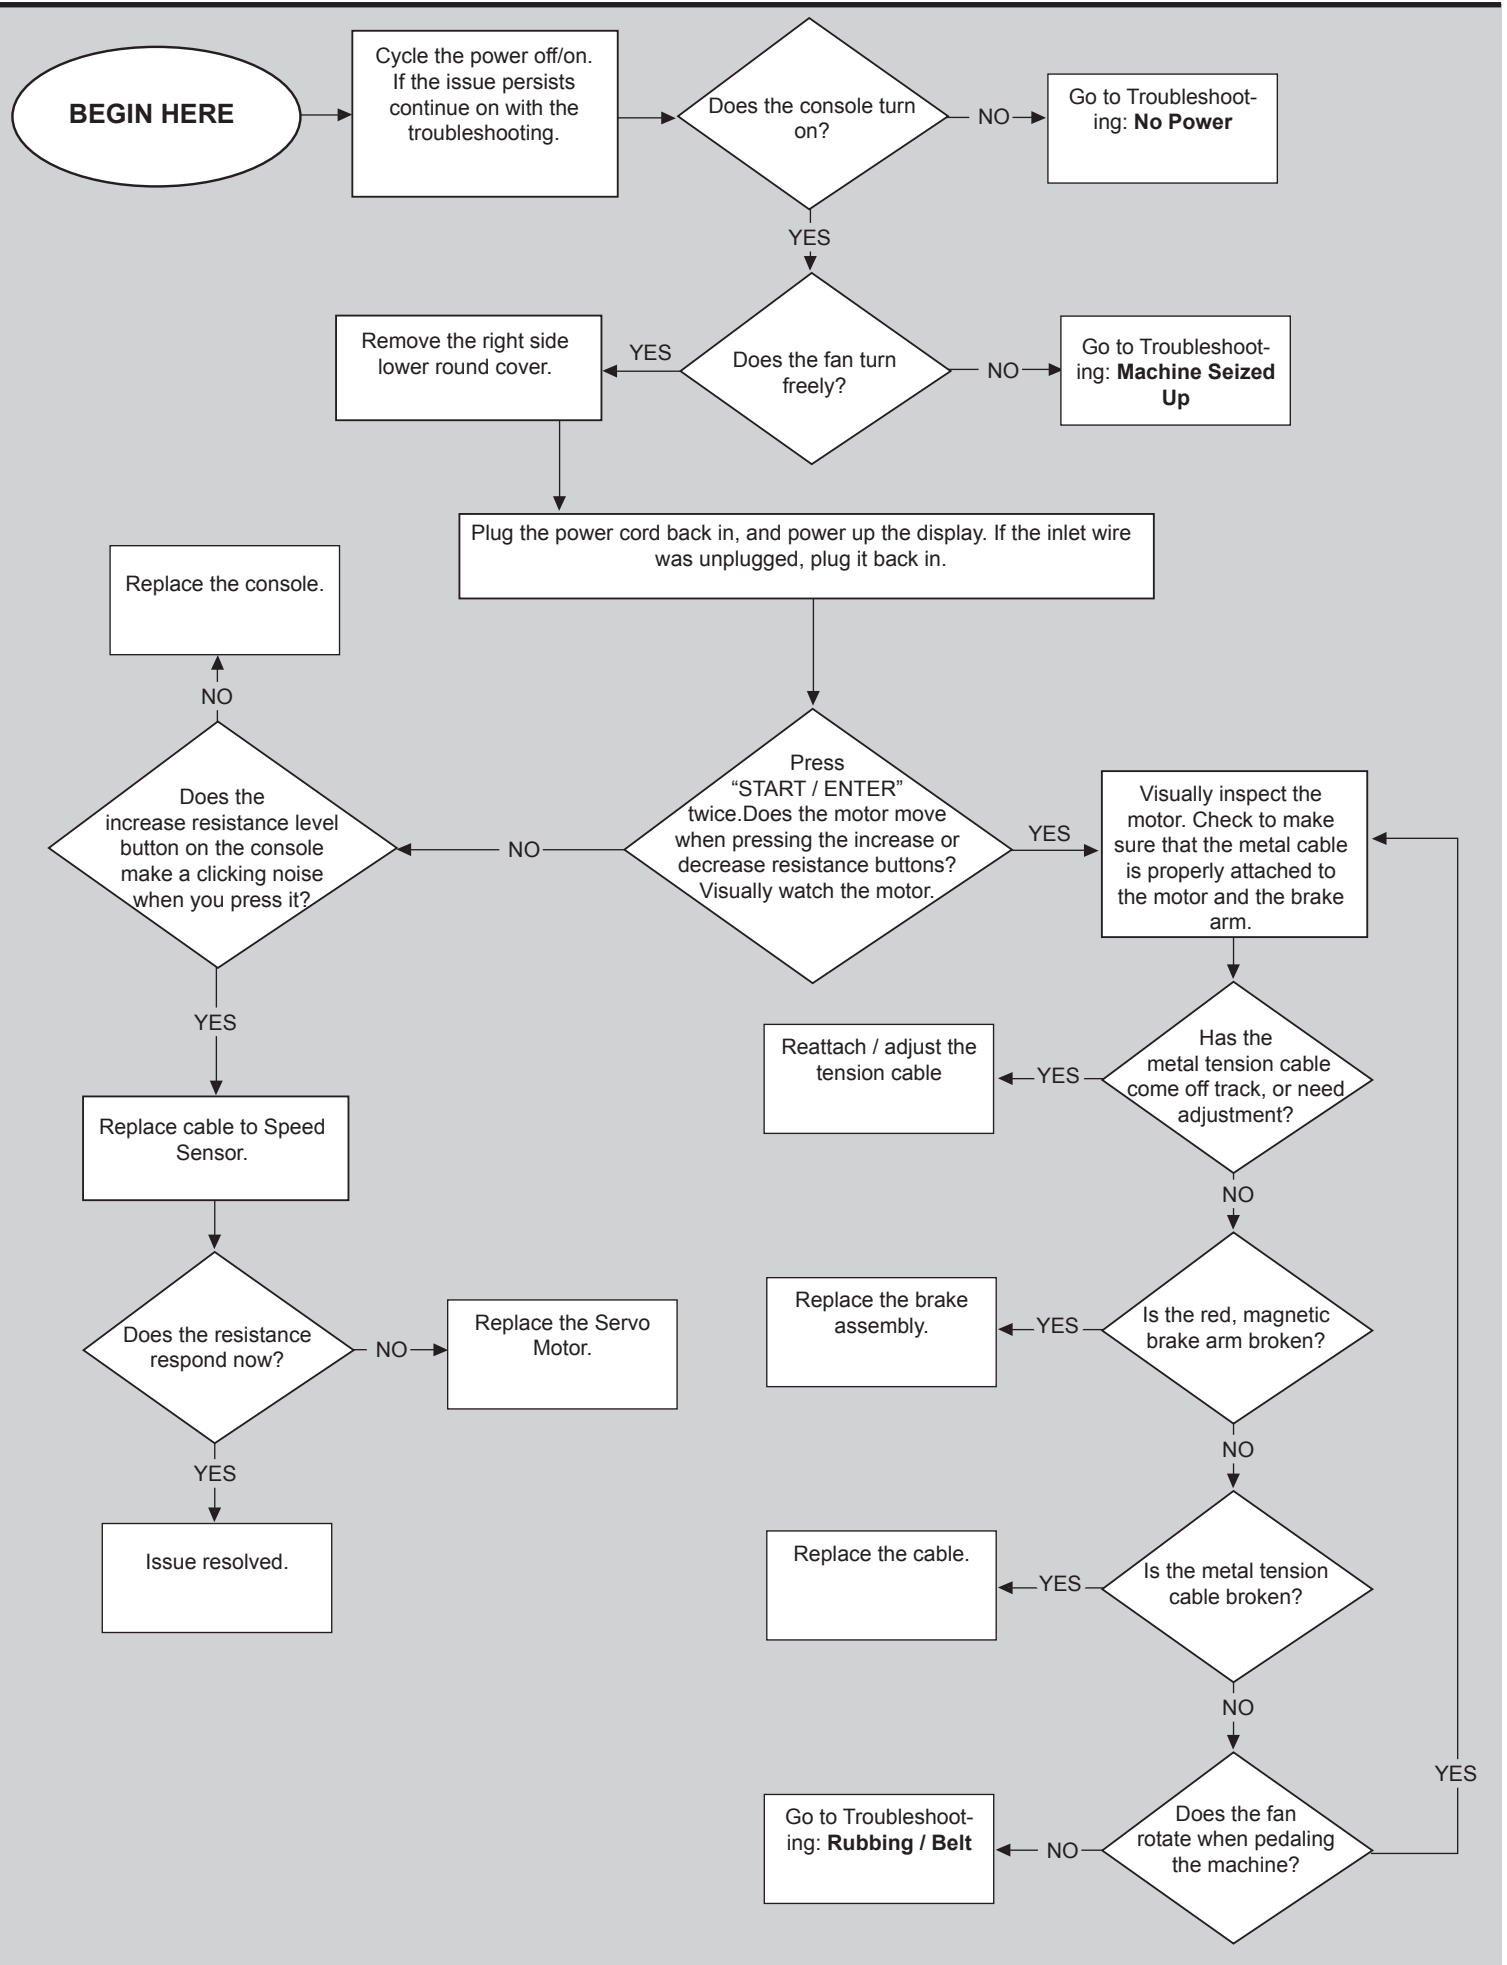 BEGIN HERE
Cycle the power off/on.
If the issue persists
continue on with the
troubleshooting.
Does the console turn
on?
NO
Go to Troubleshoot-
ing: No Power
YES
Remove the right side
lower round cover.
YES
Does the fan turn
freely?
NO
Go to Troubleshoot-
ing: Machine Seized
Up
Plug the power cord back in, and power up the display. If the inlet wire
was unplugged, plug it back in.
Replace the console.
NO
Does the
increase resistance level
button on the console
make a clicking noise
when you press it?
NO
Press
“START / ENTER”
twice.Does the motor move
when pressing the increase or
decrease resistance buttons?
Visually watch the motor.
YES
Visually inspect the
motor. Check to make
sure that the metal cable
is properly attached to
the motor and the brake
arm.
YES
Replace cable to Speed
Sensor.
Does the resistance
respond now?
NO
Replace the Servo
Motor.
YES
Issue resolved.
Reattach / adjust the
tension cable
YES
Has the
metal tension cable
come off track, or need
adjustment?
NO
Replace the brake
assembly.
YES
Is the red, magnetic
brake arm broken?
NO
Replace the cable.
YES
Is the metal tension
cable broken?
NO
YES
Go to Troubleshoot-
ing: Rubbing / Belt
NO
Does the fan
rotate when pedaling
the machine?